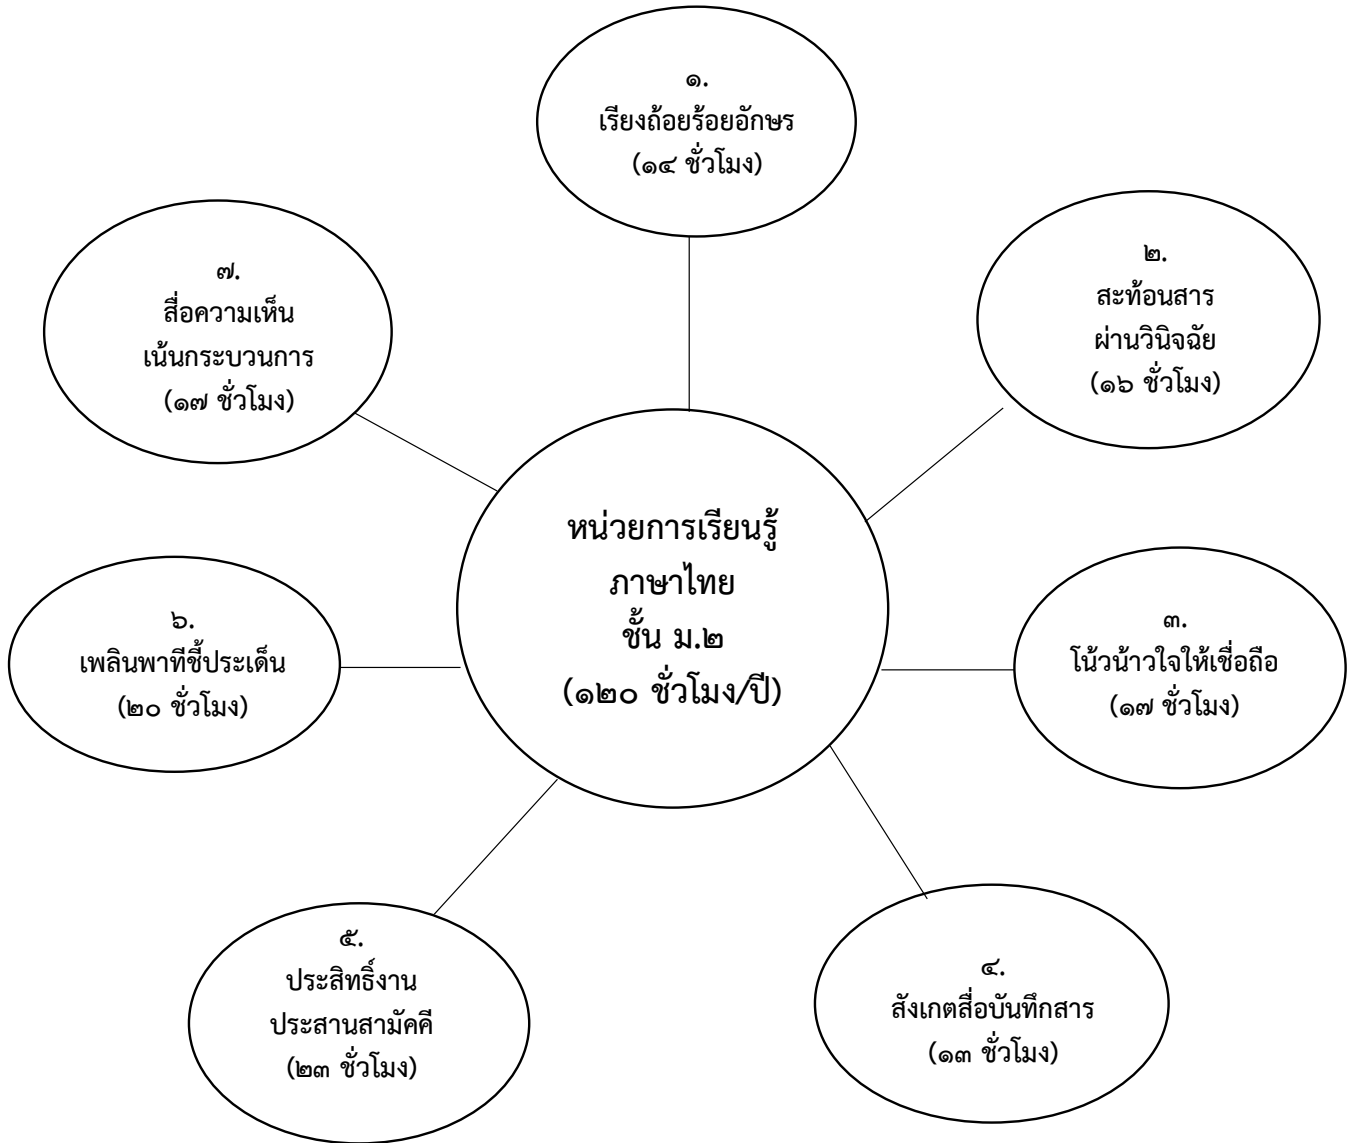 ๑.
เรียงถ้อยร้อยอักษร
(๑๔ ชั่วโมง)
๒.
สะท้อนสาร
ผ่านวินิจฉัย
(๑๖ ชั่วโมง)
๓.
โน้วน้าวใจให้เชื่อถือ
(๑๗ ชั่วโมง)
๔.
สังเกตสื่อบันทึกสาร
(๑๓ ชั่วโมง)
๕.
ประสิทธิ์งาน
ประสานสามัคคี
(๒๓ ชั่วโมง)
๖.
เพลินพาทีชี้ประเด็น
(๒๐ ชั่วโมง)
๗.
สื่อความเห็น
เน้นกระบวนการ
(๑๗ ชั่วโมง)
หน่วยการเรียนรู้
ภาษาไทย
ชั้น ม.๒
(๑๒๐ ชั่วโมง/ปี)